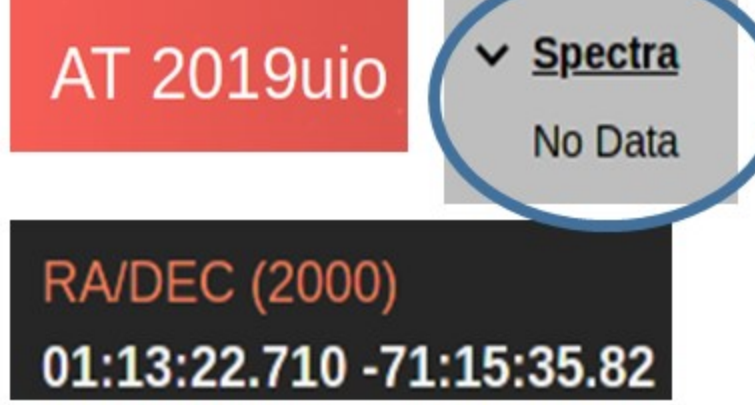 AT 2019uio
Spectra
No Data
RA/DEC (2000)
01:13:22.710 -71:15:35.82